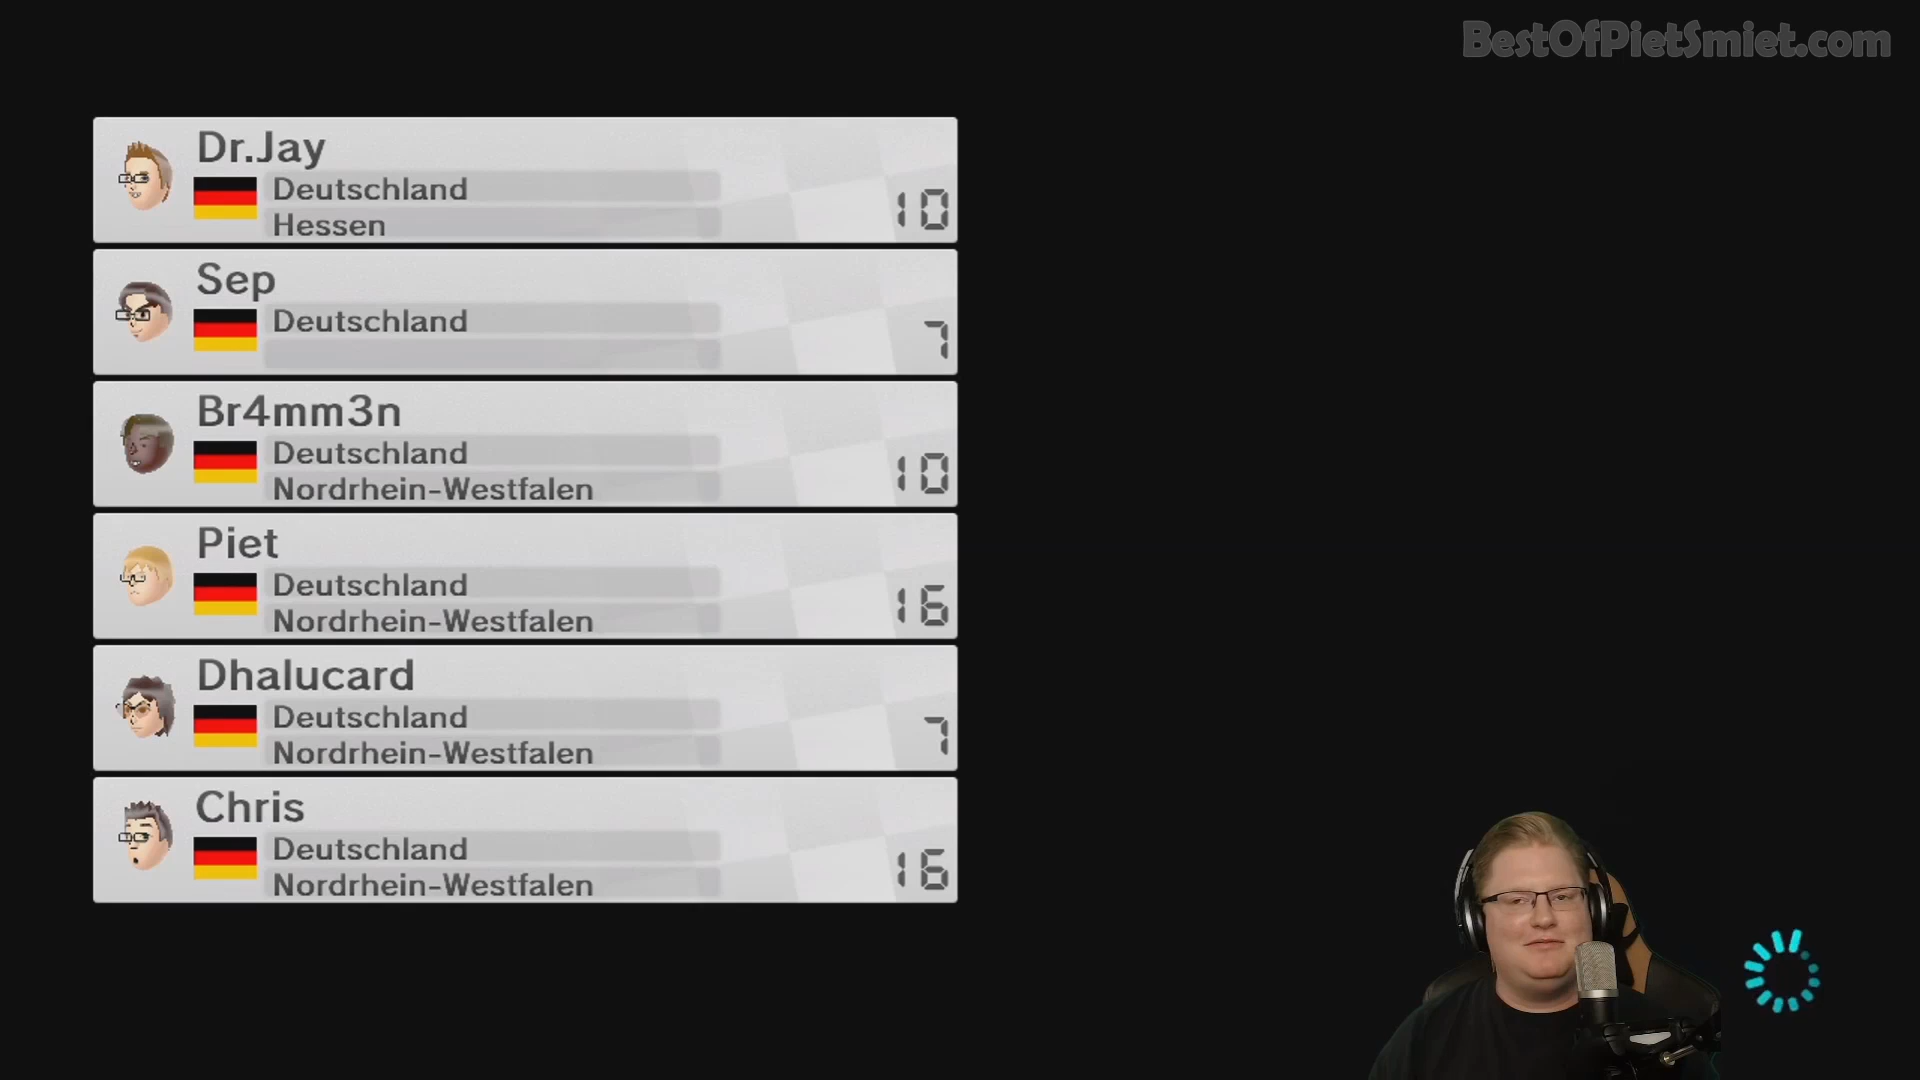 BestOfPietSmiet.com
Dr.Jay
Deutschland
Hessen
10
Sep
Deutschland
7
Br4mm3n
Deutschland
Nordrhein-Westfalen
10
Piet
Deutschland
Nordrhein-Westfalen
16
Dhalucard
Deutschland
Nordrhein-Westfalen
7
Chris
Deutschland
Nordrhein-Westfalen
16